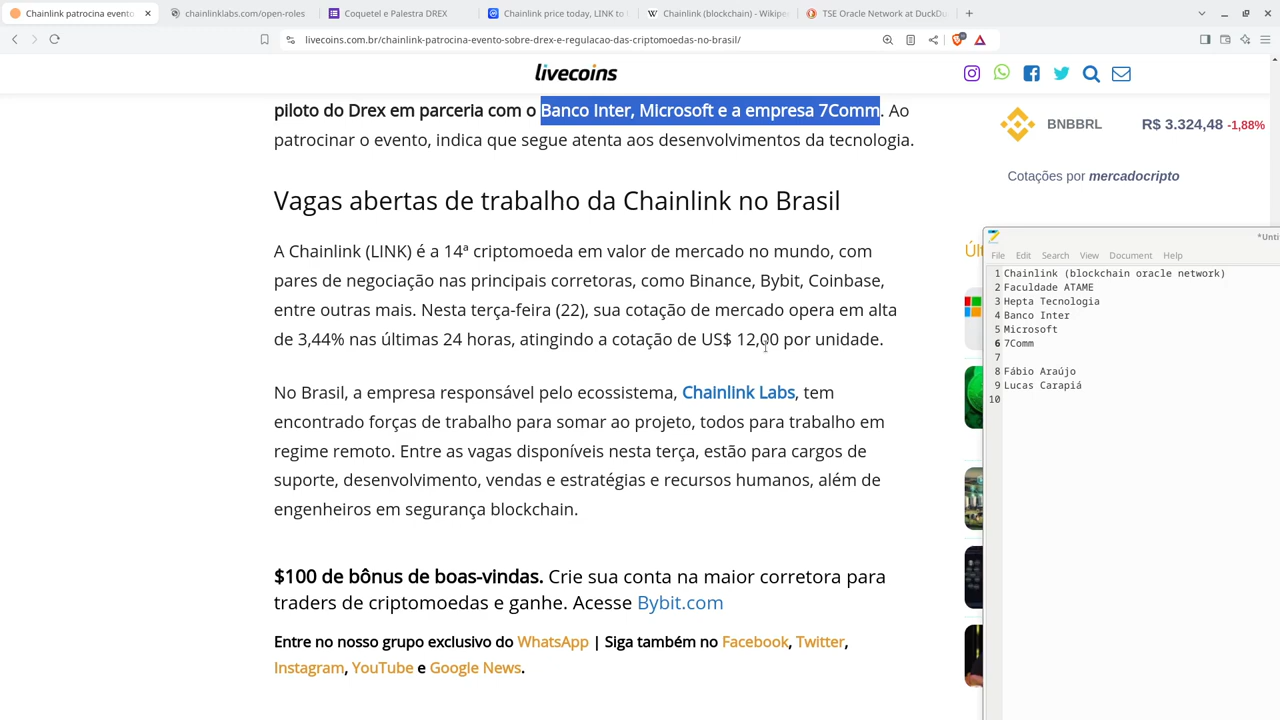 Chainlink patrocina evento
chainlinklabs.com/open-roles
Coquetel e Palestra DREX
Chainlink price today, LINK to
Chainlink (blockchain) - Wikipe
TSE Oracle Network at DuckDu
livecoins.com.br/chainlink-patrocina-evento-sobre-drex-e-regulacao-das-criptomoedas-no-brasil/
livecoins
piloto do Drex em parceria com o Banco Inter, Microsoft e a empresa 7Comm. Ao
patrocinar o evento, indica que segue atenta aos desenvolvimentos da tecnologia.
BNBBRL R$ 3.324,48 -1,88%
Cotações por mercadocripto
Vagas abertas de trabalho da Chainlink no Brasil
A Chainlink (LINK) é a 14ª criptomoeda em valor de mercado no mundo, com
pares de negociação nas principais corretoras, como Binance, Bybit, Coinbase,
entre outras mais. Nesta terça-feira (22), sua cotação de mercado opera em alta
de 3,44% nas últimas 24 horas, atingindo a cotação de US$ 12,00 por unidade.
No Brasil, a empresa responsável pelo ecossistema, Chainlink Labs, tem
encontrado forças de trabalho para somar ao projeto, todos para trabalho em
regime remoto. Entre as vagas disponíveis nesta terça, estão para cargos de
suporte, desenvolvimento, vendas e estratégias e recursos humanos, além de
engenheiros em segurança blockchain.
$100 de bônus de boas-vindas. Crie sua conta na maior corretora para
traders de criptomoedas e ganhe. Acesse Bybit.com
Entre no nosso grupo exclusivo do WhatsApp | Siga também no Facebook, Twitter,
Instagram, YouTube e Google News.
Úl
*Unti
File Edit Search View Document Help
1 Chainlink (blockchain oracle network)
2 Faculdade ATAME
3 Hepta Tecnologia
4 Banco Inter
5 Microsoft
6 7Comm
7
8 Fábio Araújo
9 Lucas Carapiá
10